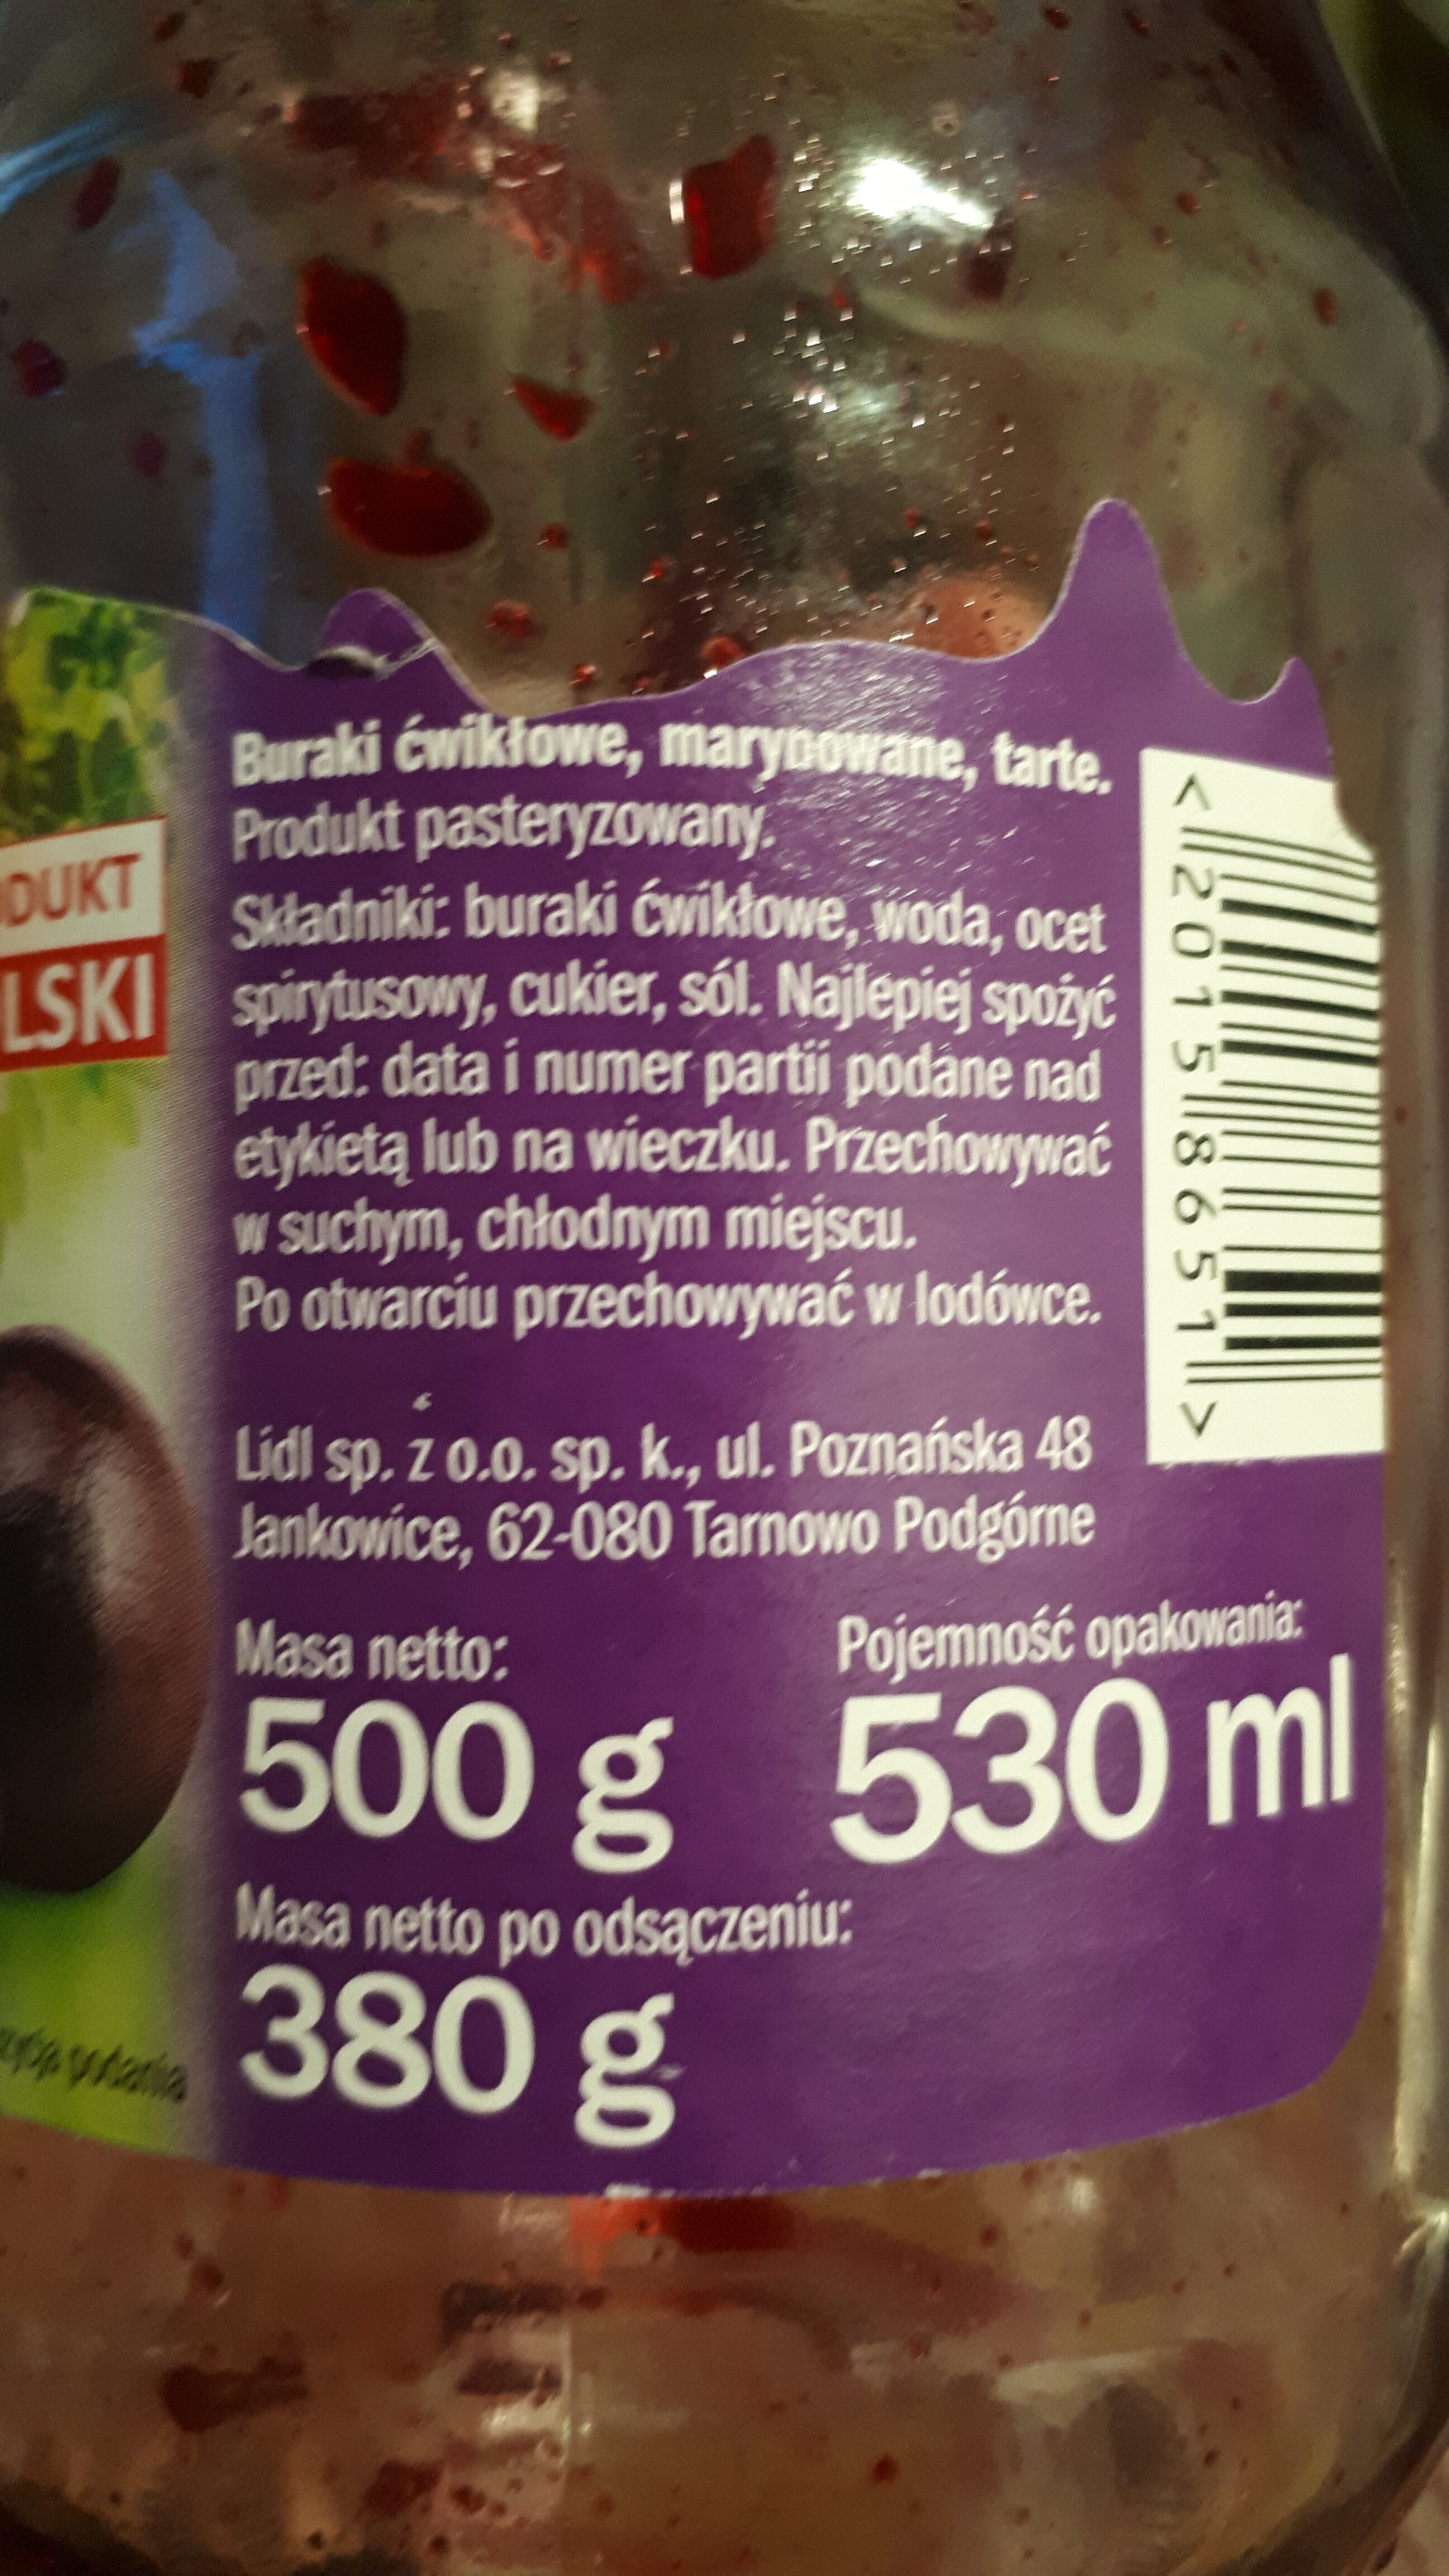 ODUKT
LSKI
podania
Buraki ćwikłowe, marynowane, tarte.
Produkt pasteryzowany.
Składniki: buraki ćwikłowe, woda, ocet
spirytusowy, cukier, sól. Najlepiej spożyć
przed: data i numer partii podane nad
etykietą lub na wieczku. Przechowywać
w suchym, chłodnym miejscu.
Po otwarciu przechowywać w lodówce.
Lidl sp. z o.o. sp. k., ul. Poznańska 48
Jankowice, 62-080 Tarnowo Podgórne
Masa netto:
500 g
Pojemność opakowania:
530 ml
Masa netto po odsączeniu:
380 g
< 20158651 >